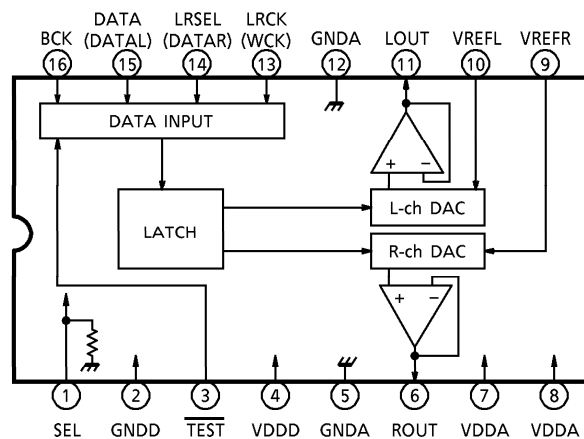 BCK
DATA
(DATAL)
LRSEL
(DATAR)
LRCK
(WCK)
GNDA
LOUT
VREFL
VREFR
16
15
14
13
12
11
10
9
DATA INPUT
+ −
LATCH
L-ch DAC
R-ch DAC
+ −
1
2
3
4
5
6
7
8
SEL
GNDD
TEST
VDDD
GNDA
ROUT
VDDA
VDDA